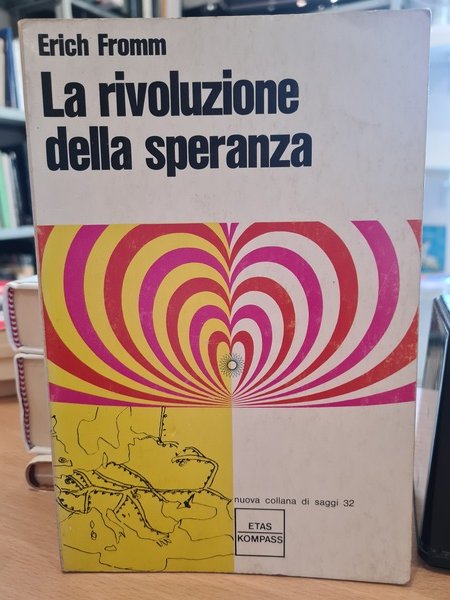 Erich Fromm
La rivoluzione
della speranza
nuova collana di saggi 32
ETAS
KOMPASS